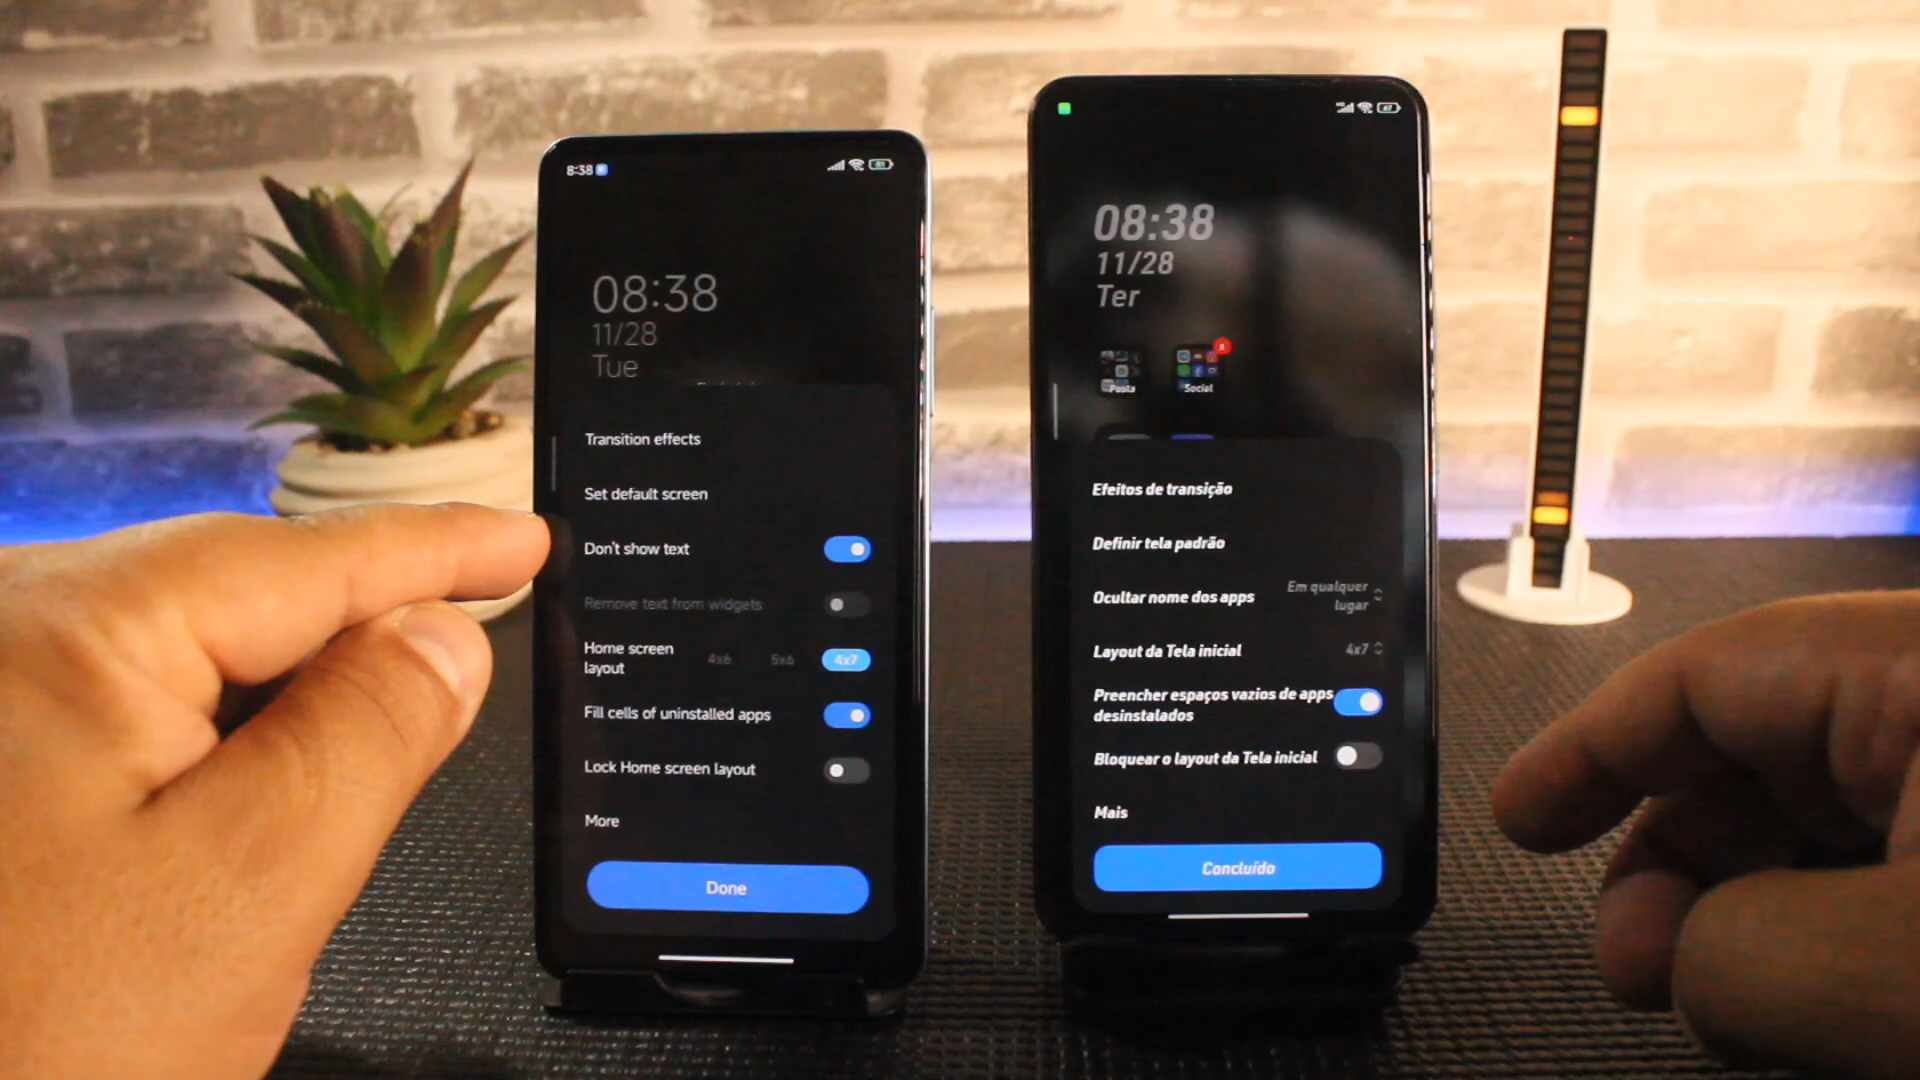 8:38
08:38
11/28
Tue
Transition effects
Set default screen
Don't show text
Remove text from widgets
Home screen
layout
4x6
5x6
4x7
Fill cells of uninstalled apps
Lock Home screen layout
More
Done
08:38
11/28
Ter
Pasta
Social
Efeitos de transição
Definir tela padrão
Ocultar nome dos apps
Em qualquer
lugar
Layout da Tela inicial
4x7
Preencher espaços vazios de apps
desinstalados
Bloquear o layout da Tela inicial
Mais
Concluído